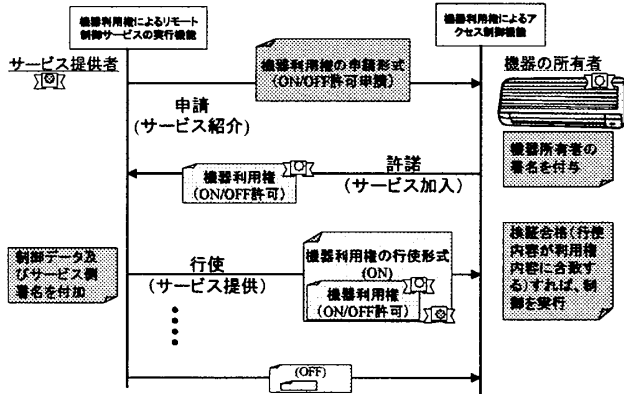 機器利用権によるリモート
制御サービスの実行機能
機器利用権によるアク
セス制御機能
サービス提供者
機器の所有者
機器利用権の申請形式
(ON/OFF許可申請)
申請
(サービス紹介)
機器所有者の
署名を付与
許諾
(サービス加入)
機器利用権
(ON/OFF許可)
制御データ及
びサービス側
署名を付加
行使
(サービス提供)
機器利用権の行使形式
(ON)
機器利用権
(ON/OFF許可)
検証合格(行使
内容が利用権
内容に合致す
る)すれば、制
御を実行
(OFF)